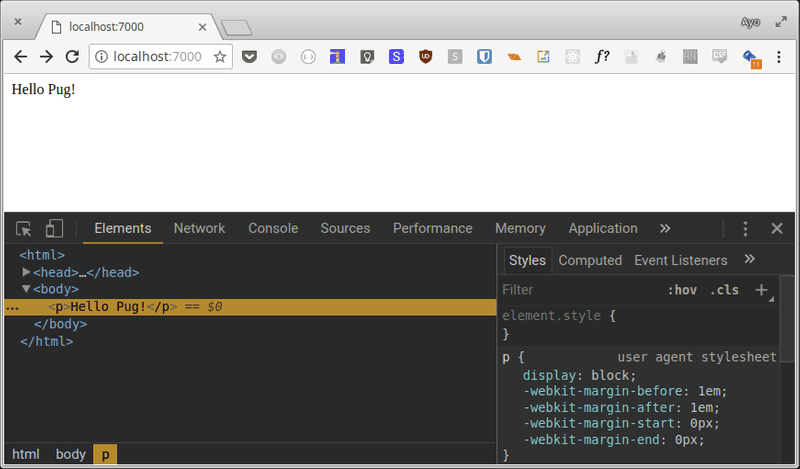 localhost:7000
Ayo
localhost:7000
S
UO
S
f?
CSS
11
Hello Pug!
Elements Network Console Sources Performance Memory Application »
<html>
▶<head>…</head>
▼<body>
… <p>Hello Pug!</p> == $0
</body>
</html>
html body p
Styles Computed Event Listeners »
Filter :hov .cls +
element.style {
}
p { user agent stylesheet
display: block;
-webkit-margin-before: 1em;
-webkit-margin-after: 1em;
-webkit-margin-start: 0px;
-webkit-margin-end: 0px;
}